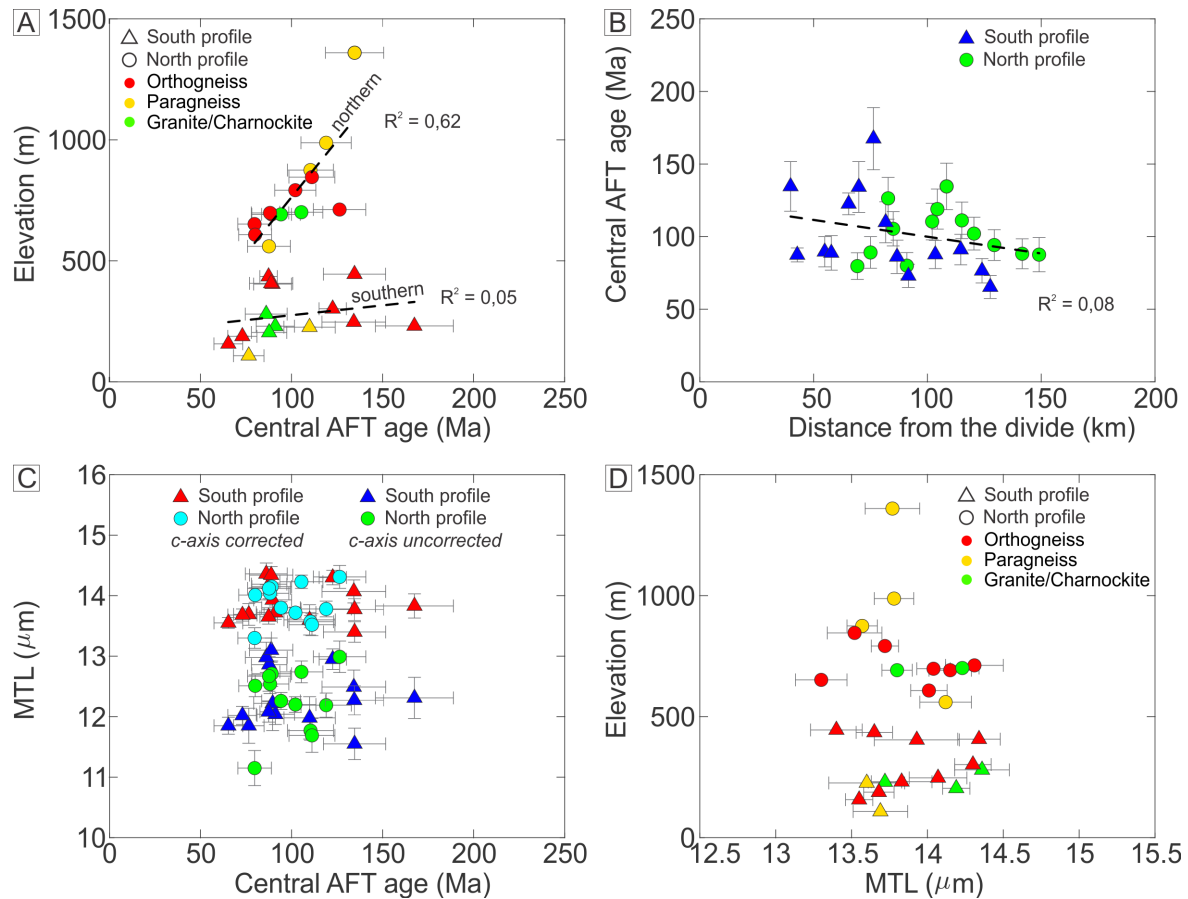 A
1500
1000
500
0
0
50
100
150
200
250
Elevation (m)
Central AFT age (Ma)
South profile
North profile
Orthogneiss
Paragneiss
Granite/Charnockite
northern
R² = 0,62
southern
R² = 0,05
B
250
200
150
100
50
0
0
50
100
150
200
Central AFT age (Ma)
Distance from the divide (km)
South profile
North profile
R² = 0,08
C
16
15
14
13
12
11
10
0
50
100
150
200
250
MTL (μm)
Central AFT age (Ma)
South profile
North profile
c-axis corrected
South profile
North profile
c-axis uncorrected
D
1500
1000
500
0
12.5
13
13.5
14
14.5
15
15.5
Elevation (m)
MTL (μm)
South profile
North profile
Orthogneiss
Paragneiss
Granite/Charnockite